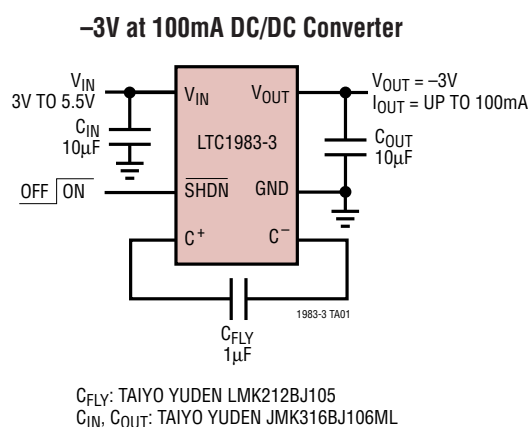 –3V at 100mA DC/DC Converter
VIN
3V TO 5.5V
CIN
10µF
OFF ON
VIN
VOUT
LTC1983-3
SHDN
GND
C+
C–
VOUT = –3V
IOUT = UP TO 100mA
COUT
10µF
1983-3 TA01
CFLY
1µF
CFLY: TAIYO YUDEN LMK212BJ105
CIN, COUT: TAIYO YUDEN JMK316BJ106ML